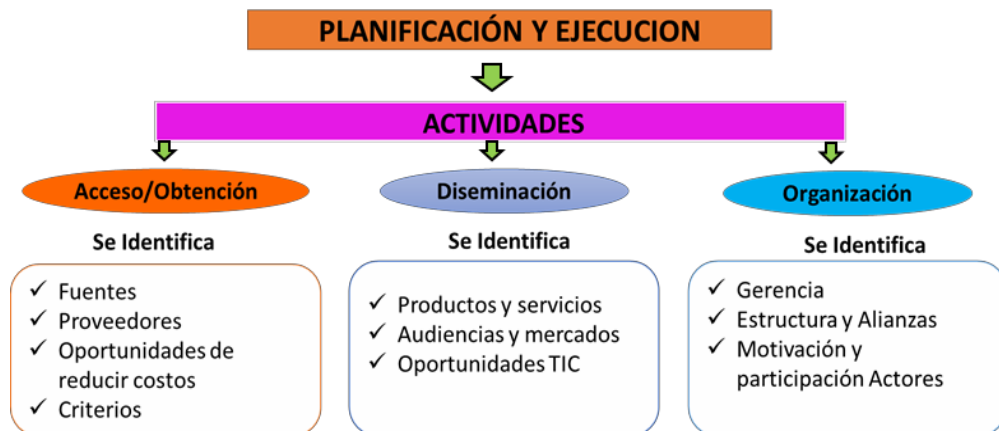 PLANIFICACIÓN Y EJECUCION
ACTIVIDADES
Acceso/Obtención
Se Identifica
✓ Fuentes
✓ Proveedores
✓ Oportunidades de
reducir costos
✓ Criterios
Diseminación
Se Identifica
✓ Productos y servicios
✓ Audiencias y mercados
✓ Oportunidades TIC
Organización
Se Identifica
✓ Gerencia
✓ Estructura y Alianzas
✓ Motivación y
participación Actores